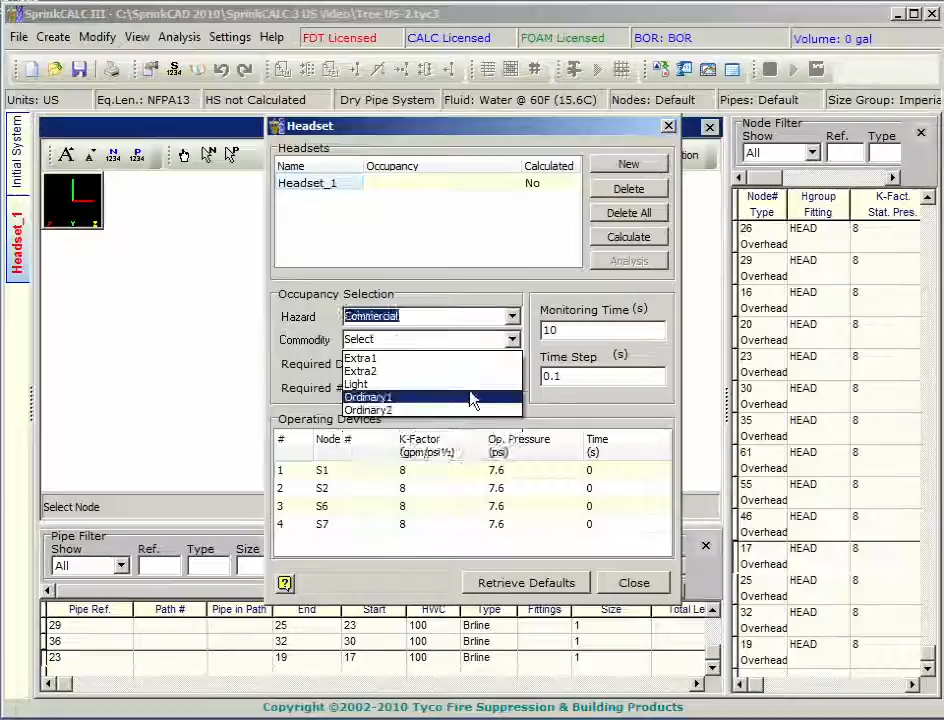 SprinkCALC III - C:\SprinkCAD 2010\SprinkCALC 3 US Video\Tree US-2.tyc3
File Create Modify View Analysis Settings Help FDT Licensed CALC Licensed FOAM Licensed BOR: BOR Volume: 0 gal
Units: US Eq.Len.: NFPA13 HS not Calculated Dry Pipe System Fluid: Water @ 60F (15.6C) Nodes: Default Pipes: Default Size Group: Imperia
Initial System
Headset_1
Headset
Headsets
Name Occupancy Calculated
Headset_1 No
New
Delete
Delete All
Calculate
Analysis
Occupancy Selection
Hazard Commercial
Commodity Select
Required D
Required #
Extra1
Extra2
Light
Ordinary1
Ordinary2
Monitoring Time (s)
10
Time Step (s)
0.1
Operating Devices
# Node # K-Factor Op. Pressure Time
(gpm/psi½) (psi) (s)
1 S1 8 7.6 0
2 S2 8 7.6 0
3 S6 8 7.6 0
4 S7 8 7.6 0
Retrieve Defaults Close
Select Node
Pipe Filter
Show Ref. Type Size
All
Pipe Ref. Path # Pipe in Path End Start HWC Type Fittings Size Total Le
29 25 23 100 Brline 1
36 32 30 100 Brline 1
23 19 17 100 Brline 1
Node Filter
Show Ref. Type
All
Node# Hgroup K-Fact.
Type Fitting Stat. Pres.
26 HEAD 8
Overhead
29 HEAD 8
Overhead
16 HEAD 8
Overhead
20 HEAD 8
Overhead
23 HEAD 8
Overhead
30 HEAD 8
Overhead
35 HEAD 8
Overhead
61 HEAD 8
Overhead
55 HEAD 8
Overhead
46 HEAD 8
Overhead
17 HEAD 8
Overhead
25 HEAD 8
Overhead
32 HEAD 8
Overhead
19 HEAD 8
Overhead
Copyright ©2002-2010 Tyco Fire Suppression & Building Products